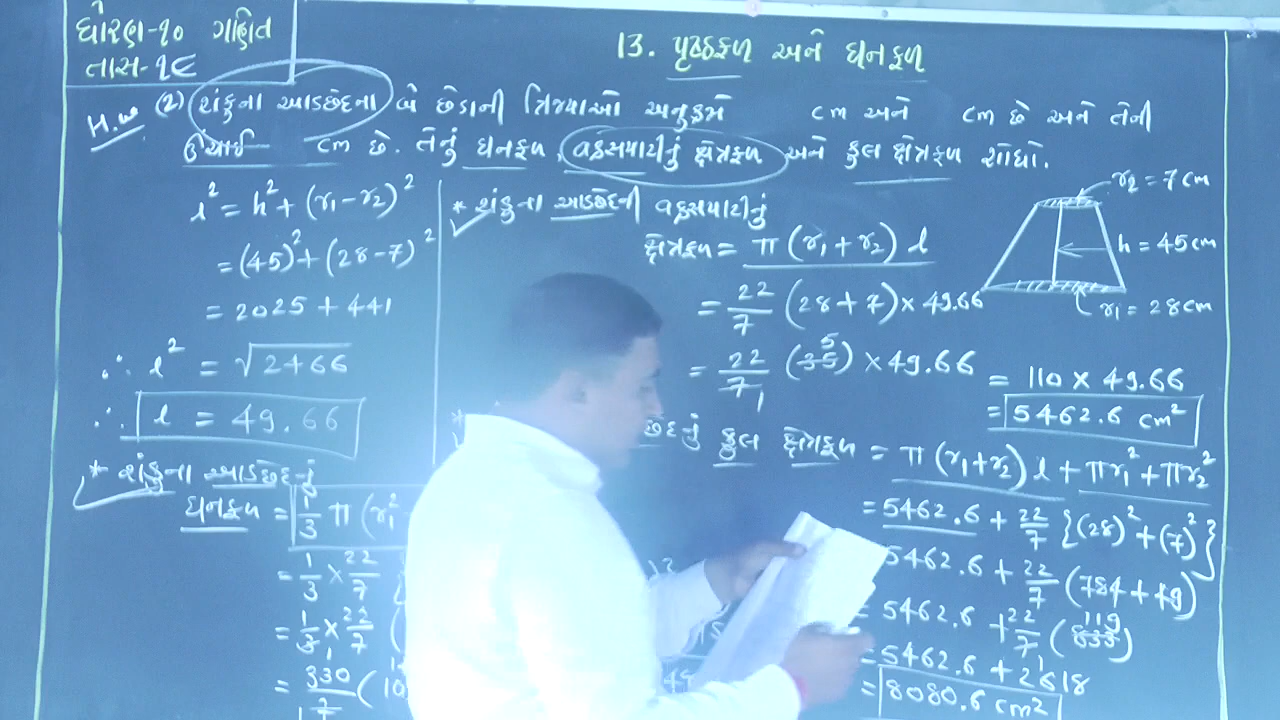 ધોરણ-૧૦ ગણિત
તાસ-૧૯
13. પૃષ્ઠફળ અને ઘનફળ
H.W (2) શંકુના આડછેદના બે છેડાની ત્રિજ્યાઓ અનુક્રમે cm અને cm છે અને તેની
ઊંચાઈ cm છે. તેનું ઘનફળ, વક્રસપાટીનું ક્ષેત્રફળ અને કુલ ક્ષેત્રફળ શોધો.
l² = h² + (r₁ - r₂)²
= (45)² + (28-7)²
= 2025 + 441
∴ l² = √2466
∴ l = 49.66
* શંકુના આડછેદનું
ઘનફળ = 1/3 π (r₁²
= 1/3 × 22/7 {
= 1/3 × 22/7 (
= 330/7 (
* શંકુના આડછેદની વક્રસપાટીનું
ક્ષેત્રફળ = π (r₁ + r₂) l
= 22/7 (28 + 7) × 49.66
= 22/7 (35) × 49.66
5
1
= 110 × 49.66
= 5462.6 cm²
r₂ = 7 cm
h = 45 cm
r₁ = 28 cm
છેદનું કુલ ક્ષેત્રફળ = π (r₁+r₂) l + πr₁² + πr₂²
= 5462.6 + 22/7 {(28)² + (7)²}
5462.6 + 22/7 (784 + 49)
= 5462.6 + 22/7 (833)
119
1
= 5462.6 + 2618
= 8080.6 cm²